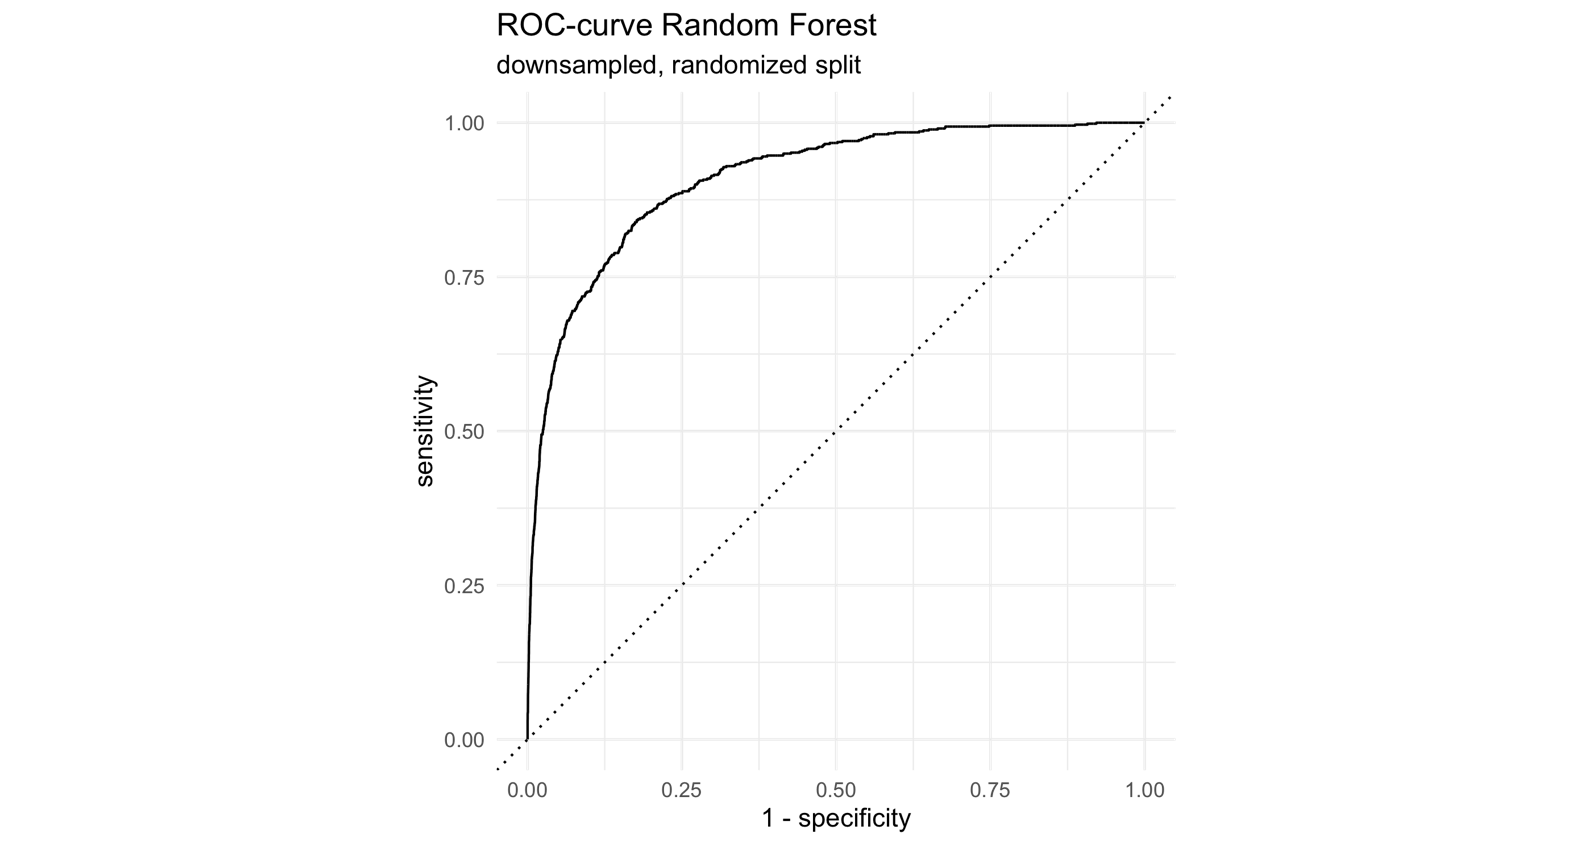 ROC-curve Random Forest
downsampled, randomized split
1.00
0.75
0.50
0.25
0.00
sensitivity
0.00 0.25 0.50 0.75 1.00
1 - specificity